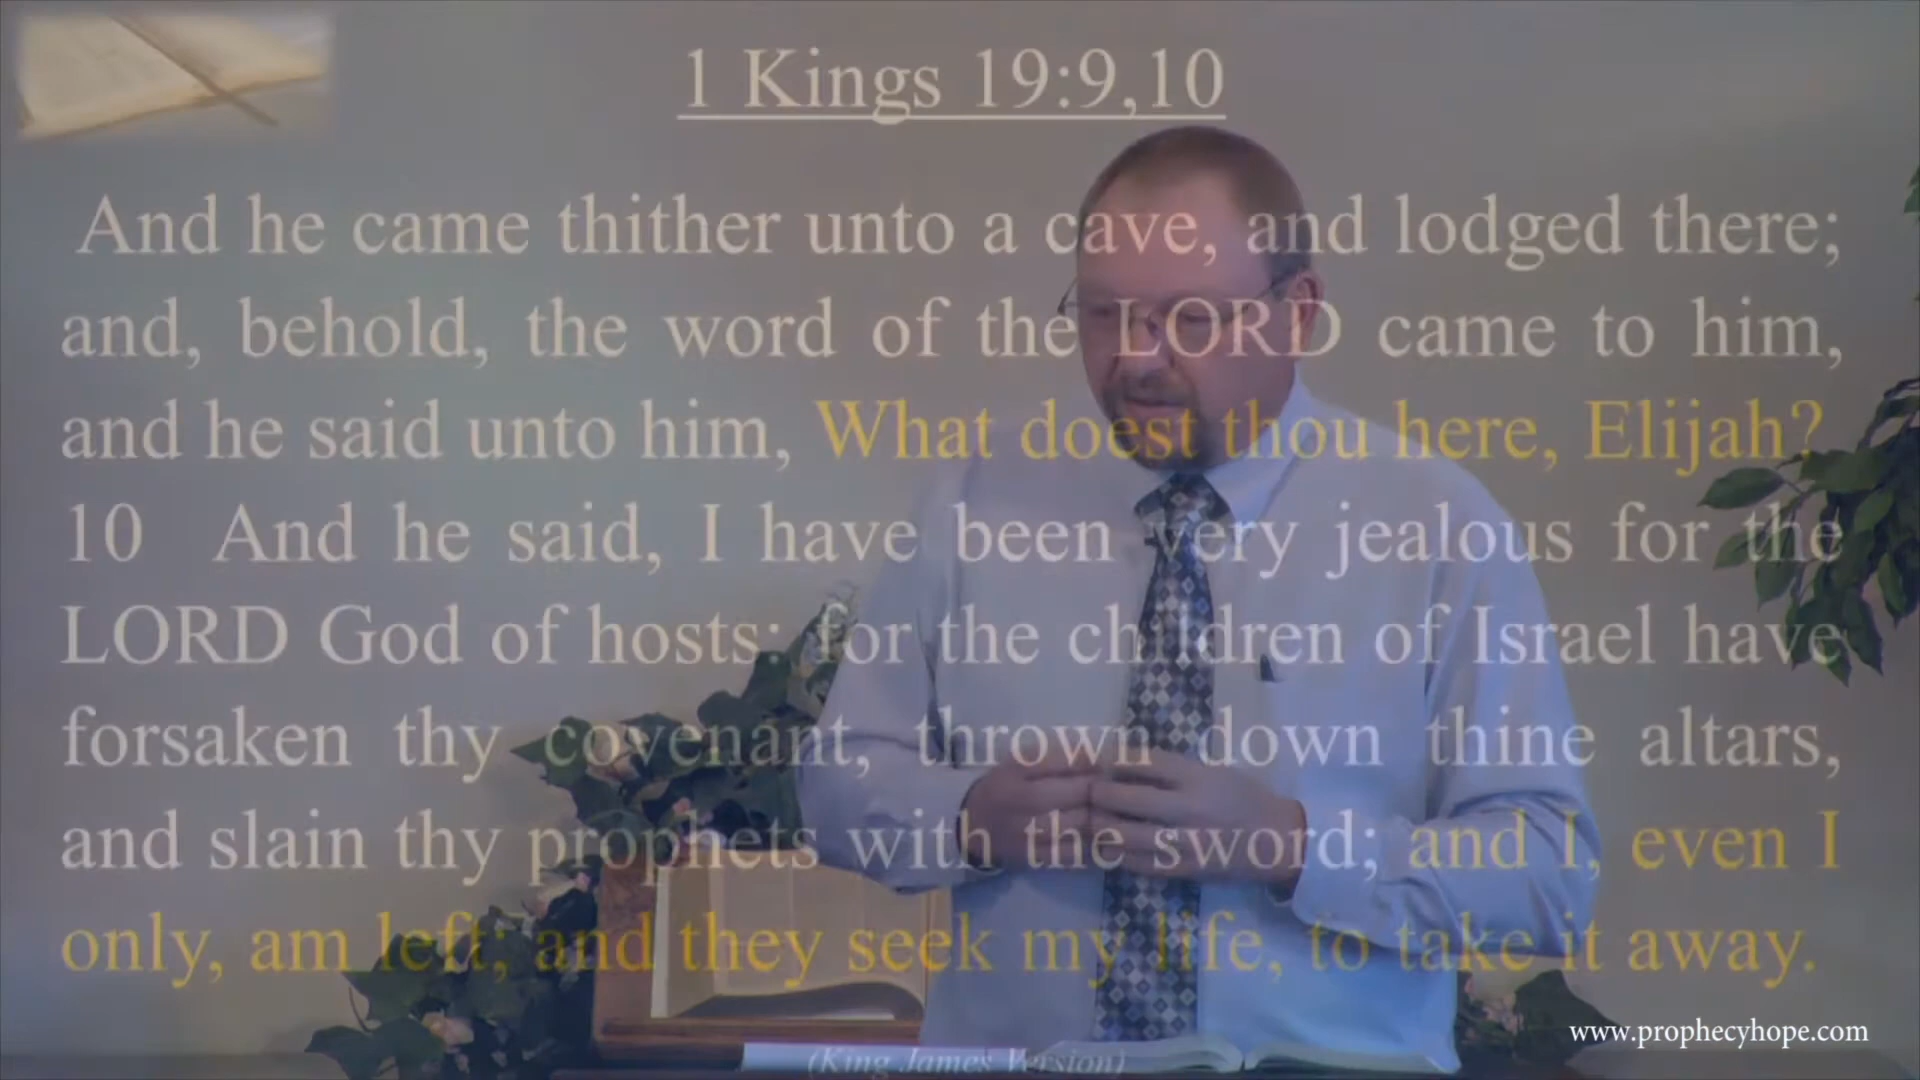 1 Kings 19:9,10
And he came thither unto a cave, and lodged there;
and, behold, the word of the LORD came to him,
and he said unto him, What doest thou here, Elijah?
10 And he said, I have been very jealous for the
LORD God of hosts: for the children of Israel have
forsaken thy covenant, thrown down thine altars,
and slain thy prophets with the sword; and I, even I
only, am left; and they seek my life, to take it away.
www.prophecyhope.com
(King James Version)